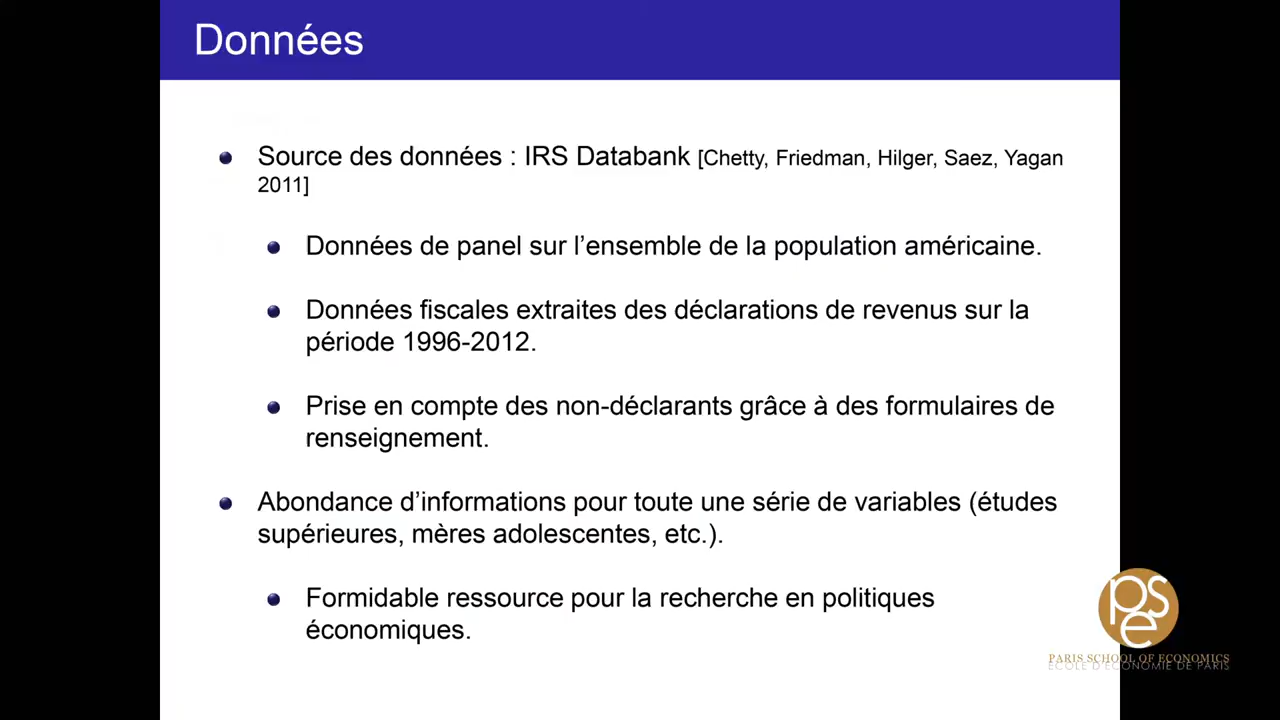 Données
Source des données : IRS Databank [Chetty, Friedman, Hilger, Saez, Yagan
2011]
Données de panel sur l’ensemble de la population américaine.
Données fiscales extraites des déclarations de revenus sur la
période 1996-2012.
Prise en compte des non-déclarants grâce à des formulaires de
renseignement.
Abondance d’informations pour toute une série de variables (études
supérieures, mères adolescentes, etc.).
Formidable ressource pour la recherche en politiques
économiques.
pse
PARIS SCHOOL OF ECONOMICS
ECOLE D'ECONOMIE DE PARIS